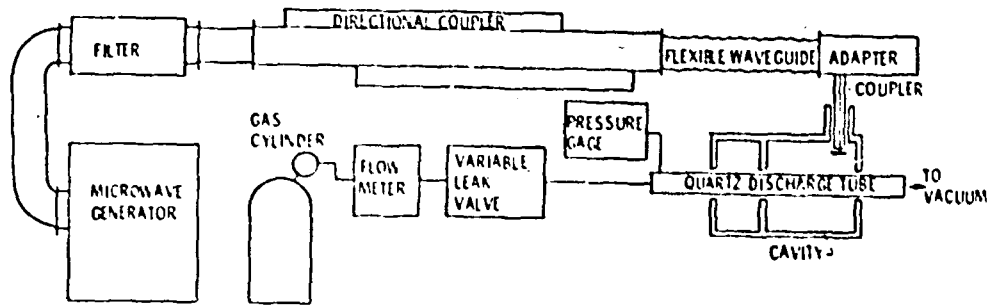 DIRECTIONAL COUPLER
FILTER
FLEXIBLE WAVEGUIDE
ADAPTER
COUPLER
GAS
CYLINDER
PRESSURE
GAGE
MICROWAVE
GENERATOR
FLOW
METER
VARIABLE
LEAK
VALVE
QUARTZ DISCHARGE TUBE
TO
VACUUM
CAVITY